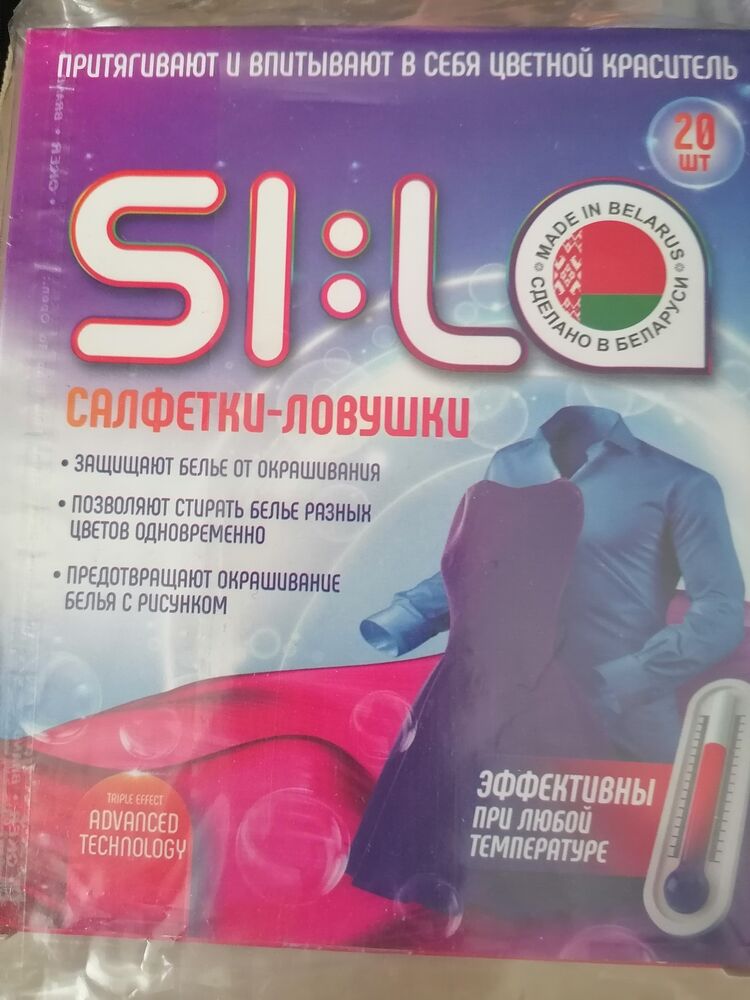 ПРИТЯГИВАЮТ И ВПИТЫВАЮТ В СЕБЯ ЦВЕТНОЙ КРАСИТЕЛЬ
20
ШТ
SI:La
MADE IN BELARUS
СДЕЛАНО В БЕЛАРУСИ
САЛФЕТКИ-ЛОВУШКИ
• ЗАЩИЩАЮТ БЕЛЬЕ ОТ ОКРАШИВАНИЯ
• ПОЗВОЛЯЮТ СТИРАТЬ БЕЛЬЕ РАЗНЫХ
ЦВЕТОВ ОДНОВРЕМЕННО
• ПРЕДОТВРАЩАЮТ ОКРАШИВАНИЕ
БЕЛЬЯ С РИСУНКОМ
TRIPLE EFFECT
ADVANCED
TECHNOLOGY
ЭФФЕКТИВНЫ
ПРИ ЛЮБОЙ
ТЕМПЕРАТУРЕ